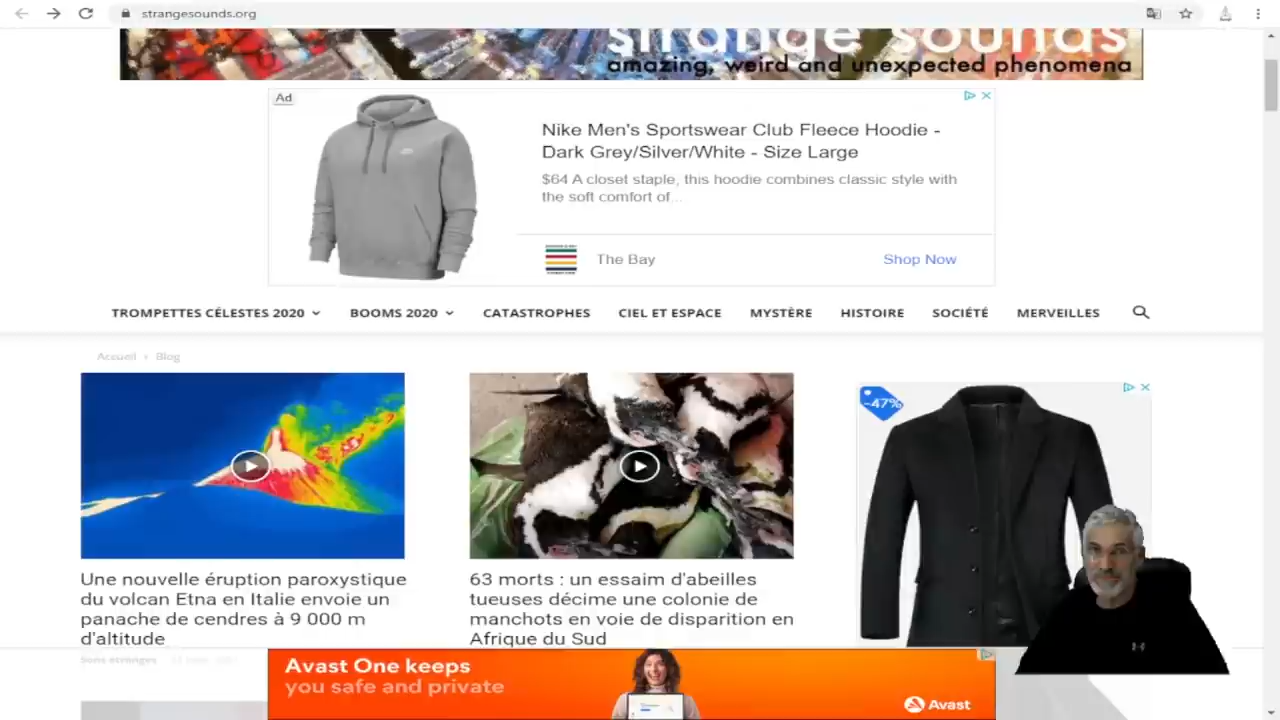 strangesounds.org
strange sounds
amazing, weird and unexpected phenomena
Ad
Nike Men's Sportswear Club Fleece Hoodie -
Dark Grey/Silver/White - Size Large
$64 A closet staple, this hoodie combines classic style with
the soft comfort of...
The Bay
Shop Now
TROMPETTES CÉLESTES 2020 BOOMS 2020 CATASTROPHES CIEL ET ESPACE MYSTÈRE HISTOIRE SOCIÉTÉ MERVEILLES
Accueil › Blog
-47%
Une nouvelle éruption paroxystique
du volcan Etna en Italie envoie un
panache de cendres à 9 000 m
d'altitude
63 morts : un essaim d'abeilles
tueuses décime une colonie de
manchots en voie de disparition en
Afrique du Sud
Sons étranges
Avast One keeps
you safe and private
Avast